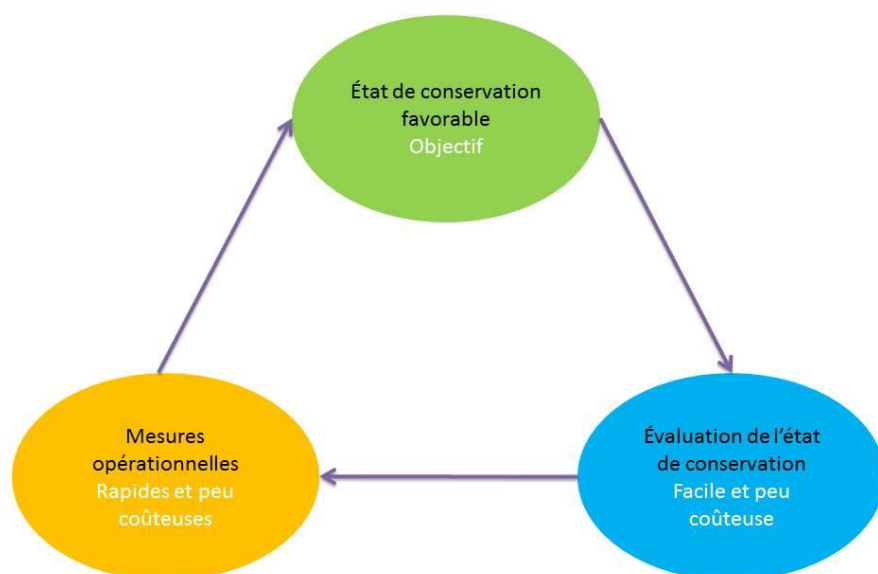 État de conservation
favorable
Objectif
Mesures
opérationnelles
Rapides et peu
coûteuses
Évaluation de l'état
de conservation
Facile et peu
coûteuse